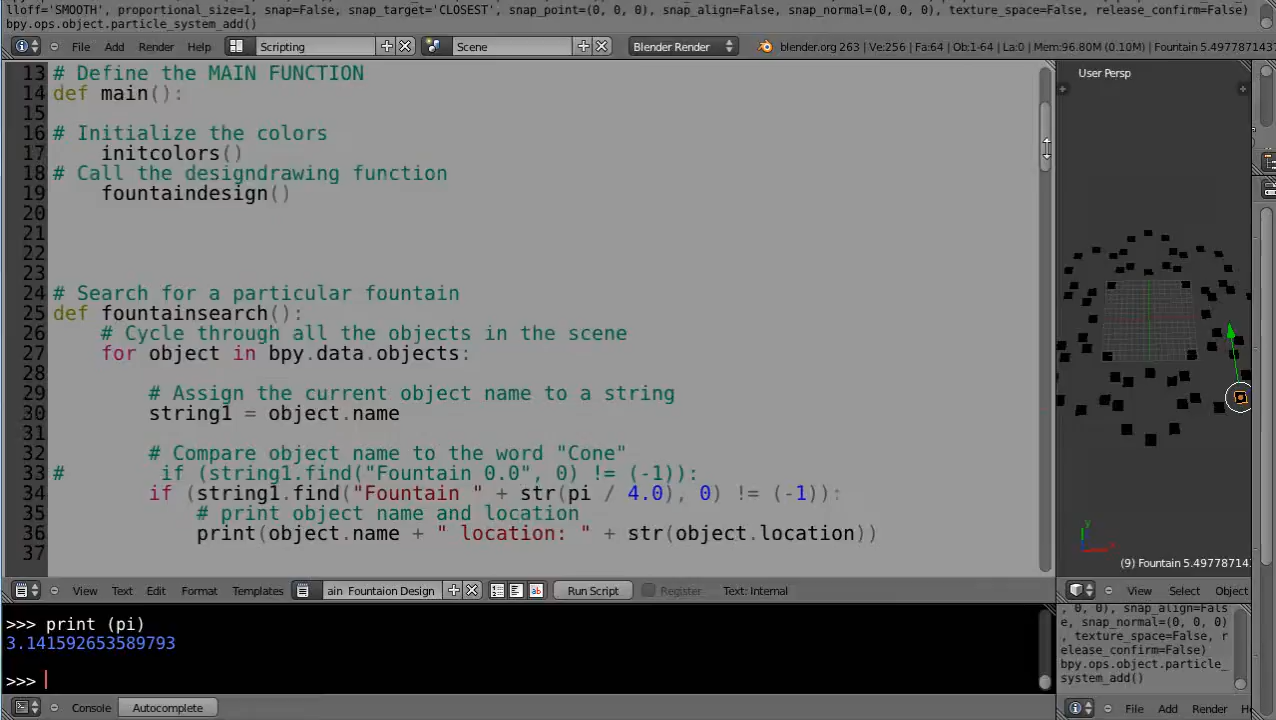 lloff='SMOOTH', proportional_size=1, snap=False, snap_target='CLOSEST', snap_point=(0, 0, 0), snap_align=False, snap_normal=(0, 0, 0), texture_space=False, release_confirm=False)
bpy.ops.object.particle_system_add()
File Add Render Help Scripting Scene Blender Render blender.org 263 | Ve:256 | Fa:64 | Ob:1-64 | La:0 | Mem:96.80M (0.10M) | Fountain 5.497787143
13 # Define the MAIN FUNCTION
14 def main():
15
16 # Initialize the colors
17     initcolors()
18 # Call the designdrawing function
19     fountaindesign()
20
21
22
23
24 # Search for a particular fountain
25 def fountainsearch():
26     # Cycle through all the objects in the scene
27     for object in bpy.data.objects:
28
29         # Assign the current object name to a string
30         string1 = object.name
31
32         # Compare object name to the word "Cone"
33 #        if (string1.find("Fountain 0.0", 0) != (-1)):
34         if (string1.find("Fountain " + str(pi / 4.0), 0) != (-1)):
35             # print object name and location
36             print(object.name + " location: " + str(object.location))
37
User Persp
y
x
(9) Fountain 5.497787143
View Text Edit Format Templates ain Fountaion Design Run Script Register Text: Internal
View Select Object
>>> print (pi)
3.141592653589793
>>>
, 0, 0), snap_align=Fals
e, snap_normal=(0, 0, 0
), texture_space=False, r
elease_confirm=False)
bpy.ops.object.particle_
system_add()
Console Autocomplete
File Add Render He